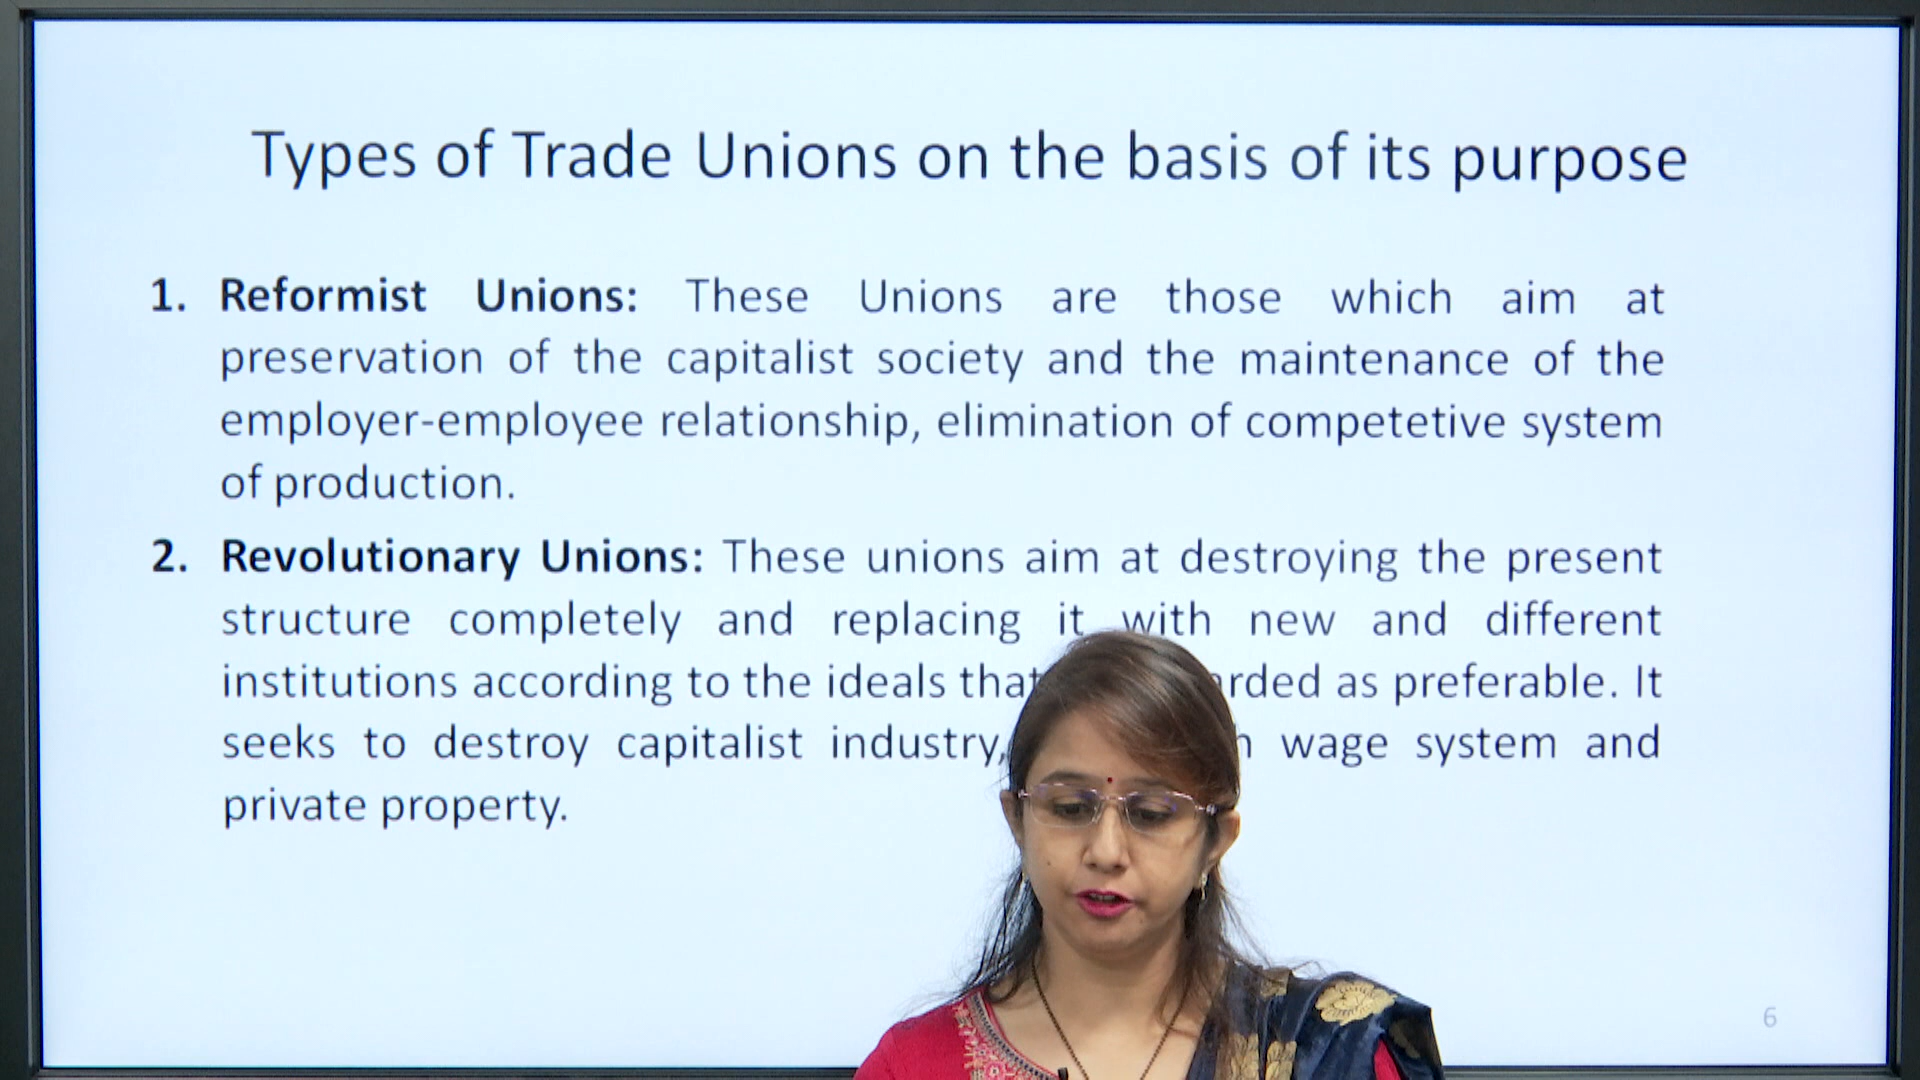 Types of Trade Unions on the basis of its purpose
1. Reformist Unions: These Unions are those which aim at
preservation of the capitalist society and the maintenance of the
employer-employee relationship, elimination of competetive system
of production.
2. Revolutionary Unions: These unions aim at destroying the present
structure completely and replacing it with new and different
institutions according to the ideals that as preferable. It
seeks to destroy capitalist industry, wage system and
private property.
6